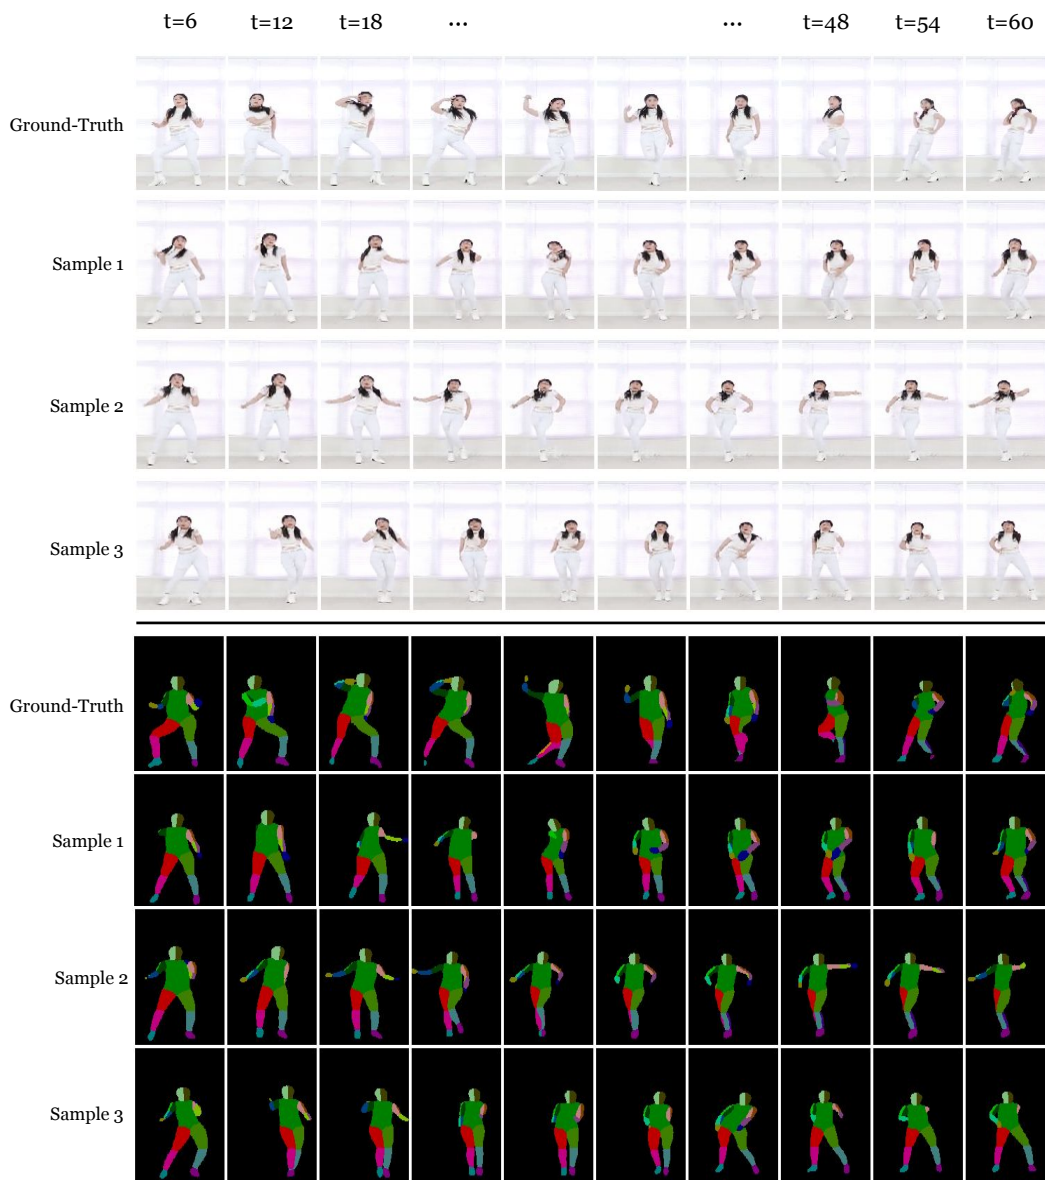 t=6 t=12 t=18 ... ... t=48 t=54 t=60
Ground-Truth
Sample 1
Sample 2
Sample 3
Ground-Truth
Sample 1
Sample 2
Sample 3